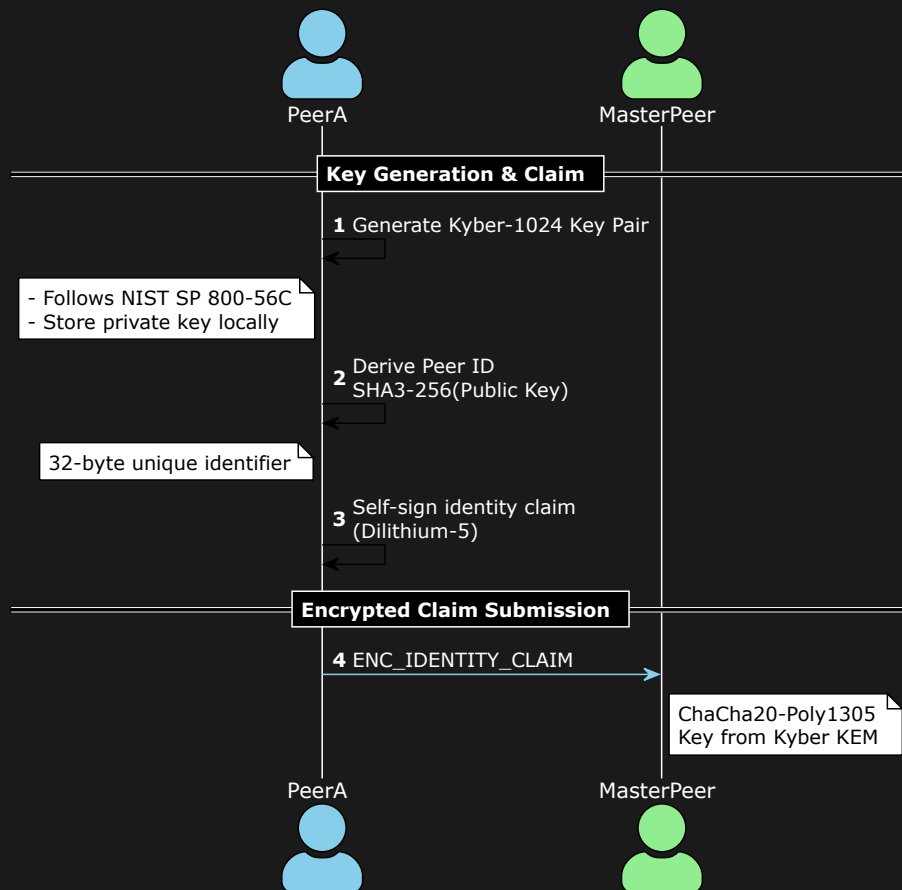 PeerA
MasterPeer
Key Generation & Claim
1 Generate Kyber-1024 Key Pair
- Follows NIST SP 800-56C
- Store private key locally
2 Derive Peer ID
SHA3-256(Public Key)
32-byte unique identifier
3 Self-sign identity claim
(Dilithium-5)
Encrypted Claim Submission
4 ENC_IDENTITY_CLAIM
ChaCha20-Poly1305
Key from Kyber KEM
PeerA
MasterPeer